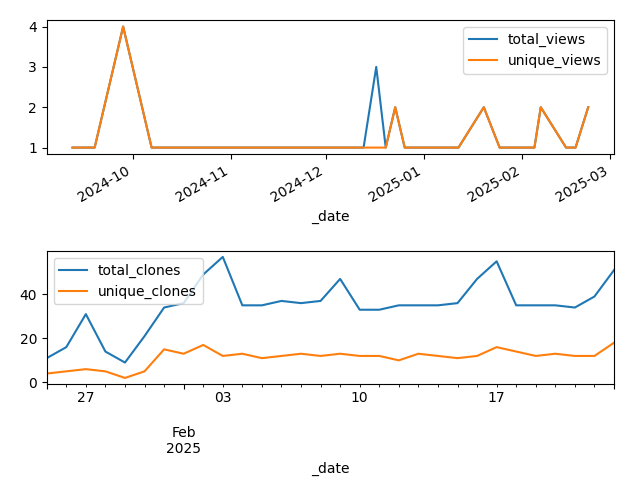 4
3
2
1
total_views
unique_views
2024-10
2024-11
2024-12
2025-01
2025-02
2025-03
_date
40
20
0
total_clones
unique_clones
27
03
10
17
Feb
2025
_date